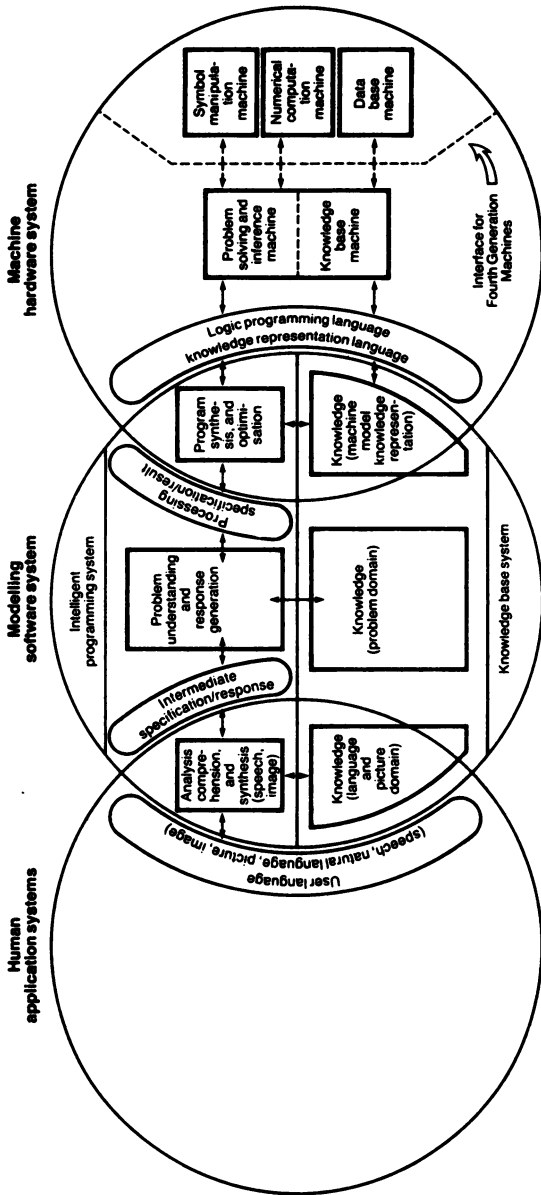 Human
application systems
Modelling
software system
Machine
hardware system
User language
(speech, natural language, picture, image)
Analysis
compre-
hension,
and
synthesis
(speech,
image)
Knowledge
(language
and
picture
domain)
Intermediate
specification/response
Intelligent
programming system
Problem
understanding
and
response
generation
Knowledge
(problem domain)
Knowledge base system
Processing
specification/result
Program
synthe-
sis, and
optimi-
sation
Knowledge
(machine
model
knowledge
represen-
tation)
Logic programming language
knowledge representation language
Problem
solving and
inference
machine
Knowledge
base
machine
Symbol
manipula-
tion
machine
Numerical
computa-
tion
machine
Data
base
machine
Interface for
Fourth Generation
Machines